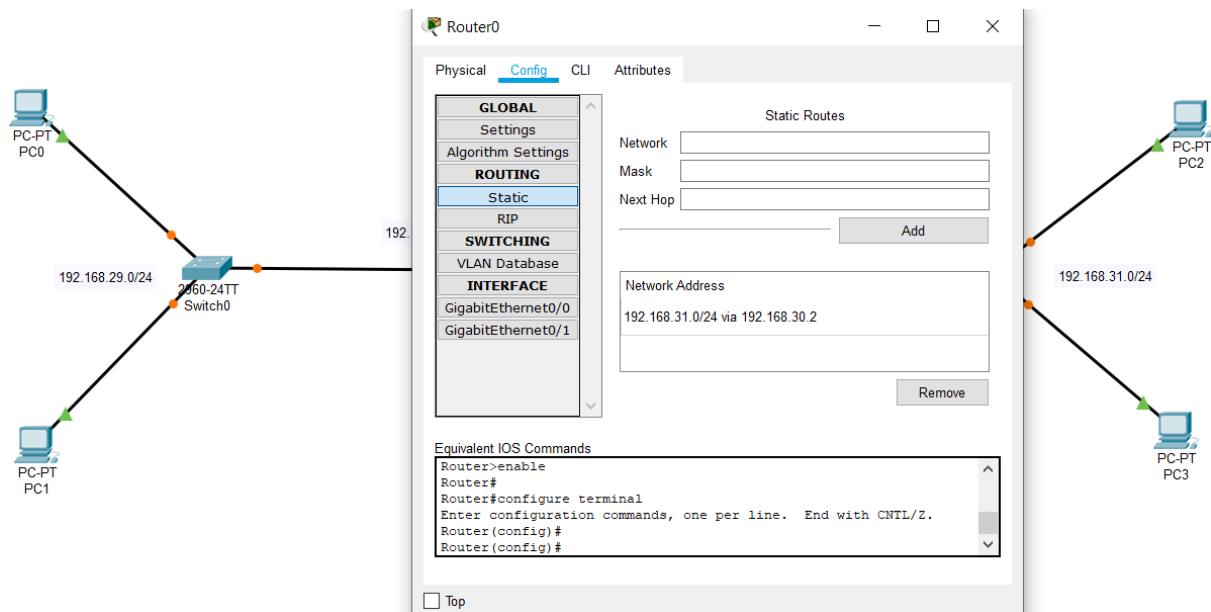 Router0
Physical Config CLI Attributes
GLOBAL
Settings
Algorithm Settings
ROUTING
Static
RIP
SWITCHING
VLAN Database
INTERFACE
GigabitEthernet0/0
GigabitEthernet0/1
Static Routes
Network
Mask
Next Hop
Add
Network Address
192.168.31.0/24 via 192.168.30.2
Remove
Equivalent IOS Commands
Router>enable
Router#
Router#configure terminal
Enter configuration commands, one per line. End with CNTL/Z.
Router(config)#
Router(config)#
Top
PC-PT
PC0
192.168.29.0/24
2960-24TT
Switch0
192.
PC-PT
PC1
PC-PT
PC2
192.168.31.0/24
PC-PT
PC3